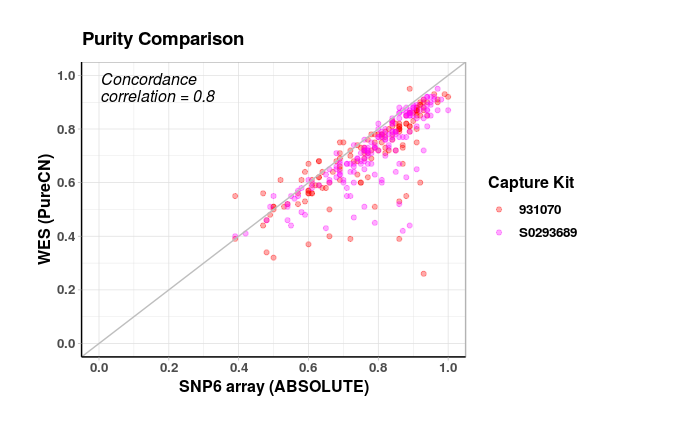 Purity Comparison
Concordance
correlation = 0.8
1.0
0.8
0.6
0.4
0.2
0.0
WES (PureCN)
0.0 0.2 0.4 0.6 0.8 1.0
SNP6 array (ABSOLUTE)
Capture Kit
931070
S0293689